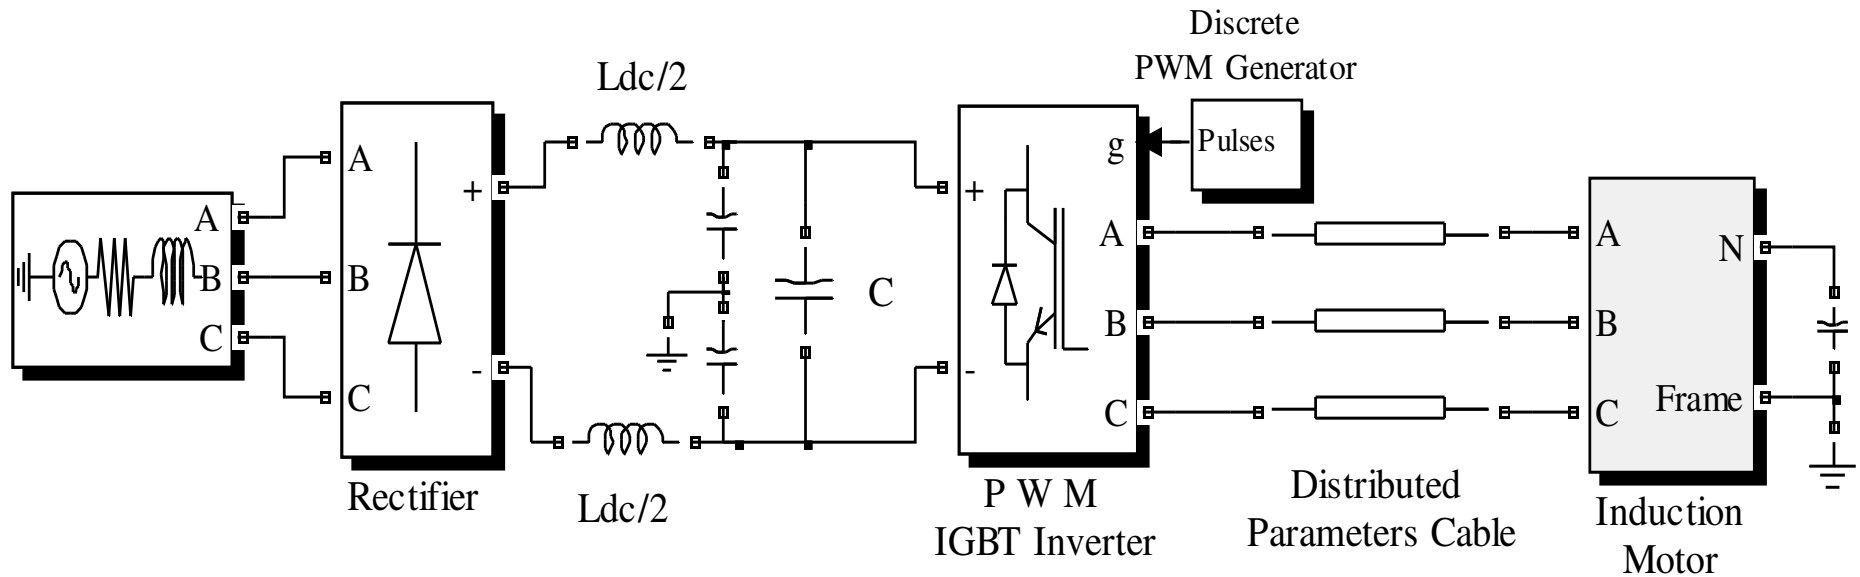 Discrete
PWM Generator
Ldc/2
Pulses
g
A
B
C
A
B
C
+
-
Rectifier
Ldc/2
C
+
-
A
B
C
P W M
IGBT Inverter
Distributed
Parameters Cable
A
B
C
N
Frame
Induction
Motor